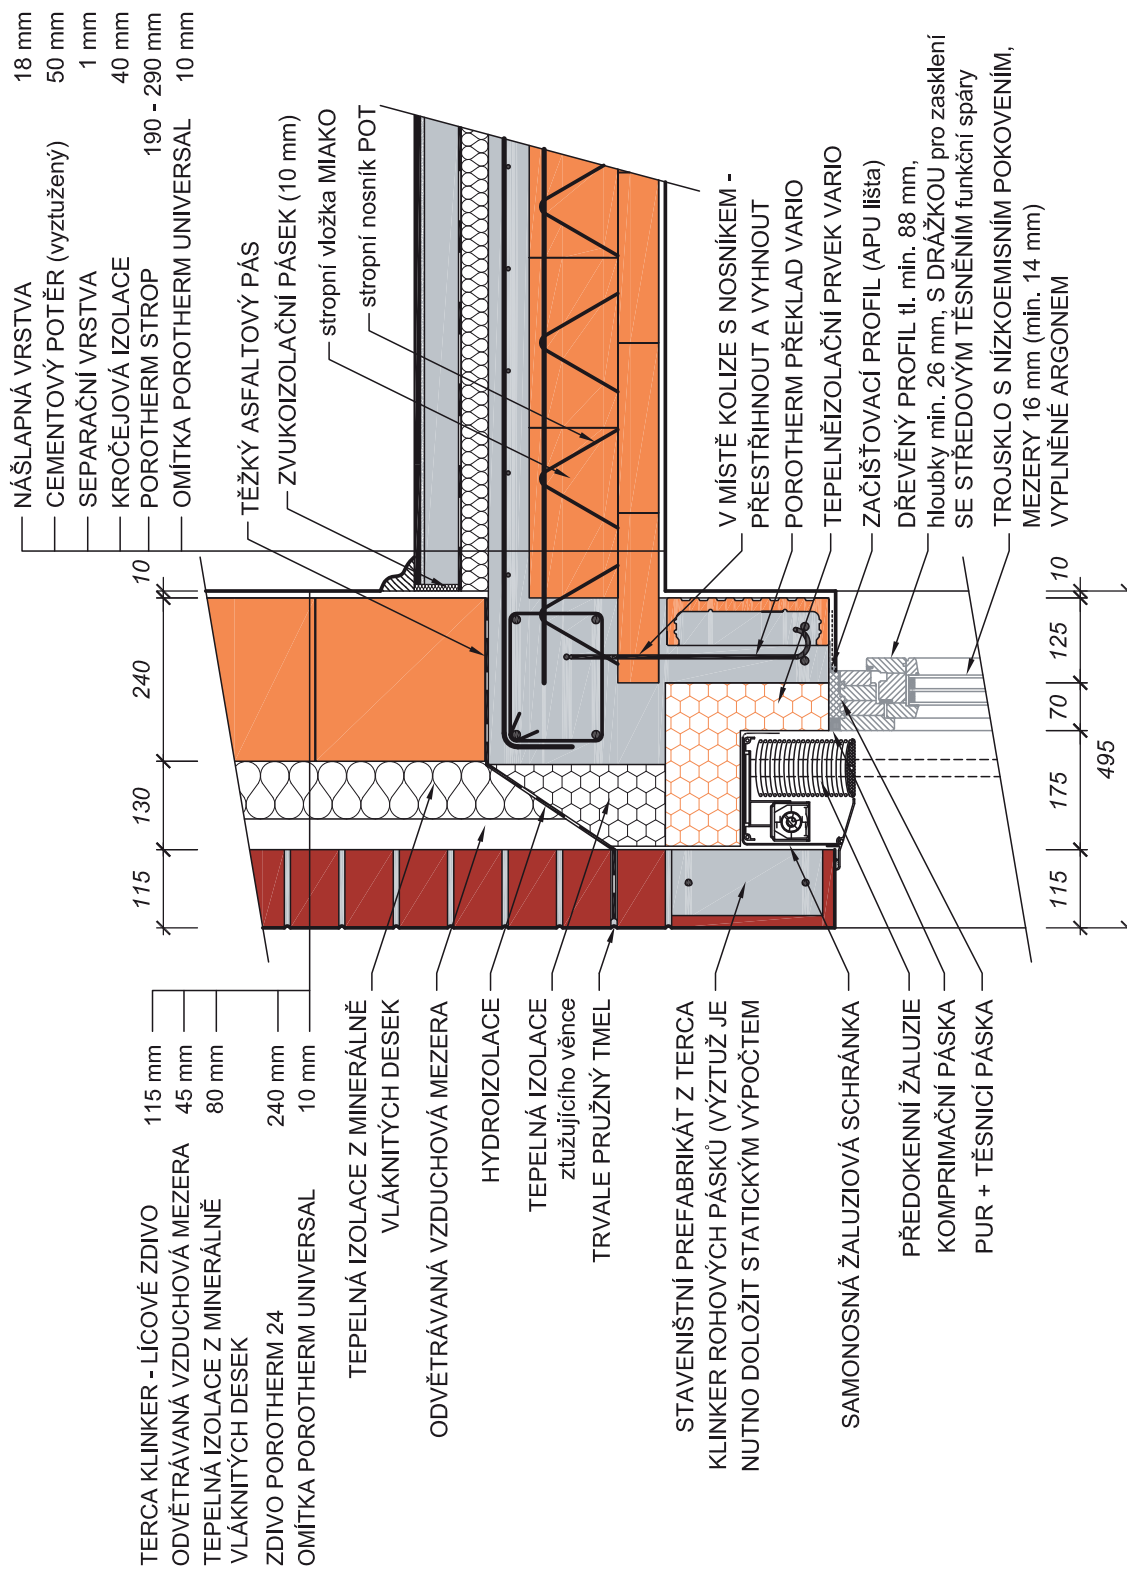 TERCA KLINKER - LÍCOVÉ ZDIVO 115 mm
ODVĚTRÁVANÁ VZDUCHOVÁ MEZERA 45 mm
TEPELNÁ IZOLACE Z MINERÁLNĚ 80 mm
VLÁKNITÝCH DESEK
ZDIVO POROTHERM 24 240 mm
OMÍTKA POROTHERM UNIVERSAL 10 mm
NÁŠLAPNÁ VRSTVA 18 mm
CEMENTOVÝ POTĚR (vyztužený) 50 mm
SEPARAČNÍ VRSTVA 1 mm
KROČEJOVÁ IZOLACE 40 mm
POROTHERM STROP 190 - 290 mm
OMÍTKA POROTHERM UNIVERSAL 10 mm
115
130
240
10
TĚŽKÝ ASFALTOVÝ PÁS
ZVUKOIZOLAČNÍ PÁSEK (10 mm)
stropní vložka MIAKO
stropní nosník POT
TEPELNÁ IZOLACE Z MINERÁLNĚ
VLÁKNITÝCH DESEK
ODVĚTRÁVANÁ VZDUCHOVÁ MEZERA
HYDROIZOLACE
TEPELNÁ IZOLACE
ztužujícího věnce
TRVALE PRUŽNÝ TMEL
STAVENIŠTNÍ PREFABRIKÁT Z TERCA
KLINKER ROHOVÝCH PÁSKŮ (VÝZTUŽ JE
NUTNO DOLOŽIT STATICKÝM VÝPOČTEM
SAMONOSNÁ ŽALUZIOVÁ SCHRÁNKA
PŘEDOKENNÍ ŽALUZIE
KOMPRIMAČNÍ PÁSKA
PUR + TĚSNICÍ PÁSKA
V MÍSTĚ KOLIZE S NOSNÍKEM -
PŘESTŘIHNOUT A VYHNOUT
POROTHERM PŘEKLAD VARIO
TEPELNĚIZOLAČNÍ PRVEK VARIO
ZAČIŠŤOVACÍ PROFIL (APU lišta)
DŘEVĚNÝ PROFIL tl. min. 88 mm,
hloubky min. 26 mm, S DRÁŽKOU pro zasklení
SE STŘEDOVÝM TĚSNĚNÍM funkční spáry
TROJSKLO S NÍZKOEMISNÍM POKOVENÍM,
MEZERY 16 mm (min. 14 mm)
VYPLNĚNÉ ARGONEM
115
175
70
125
10
495